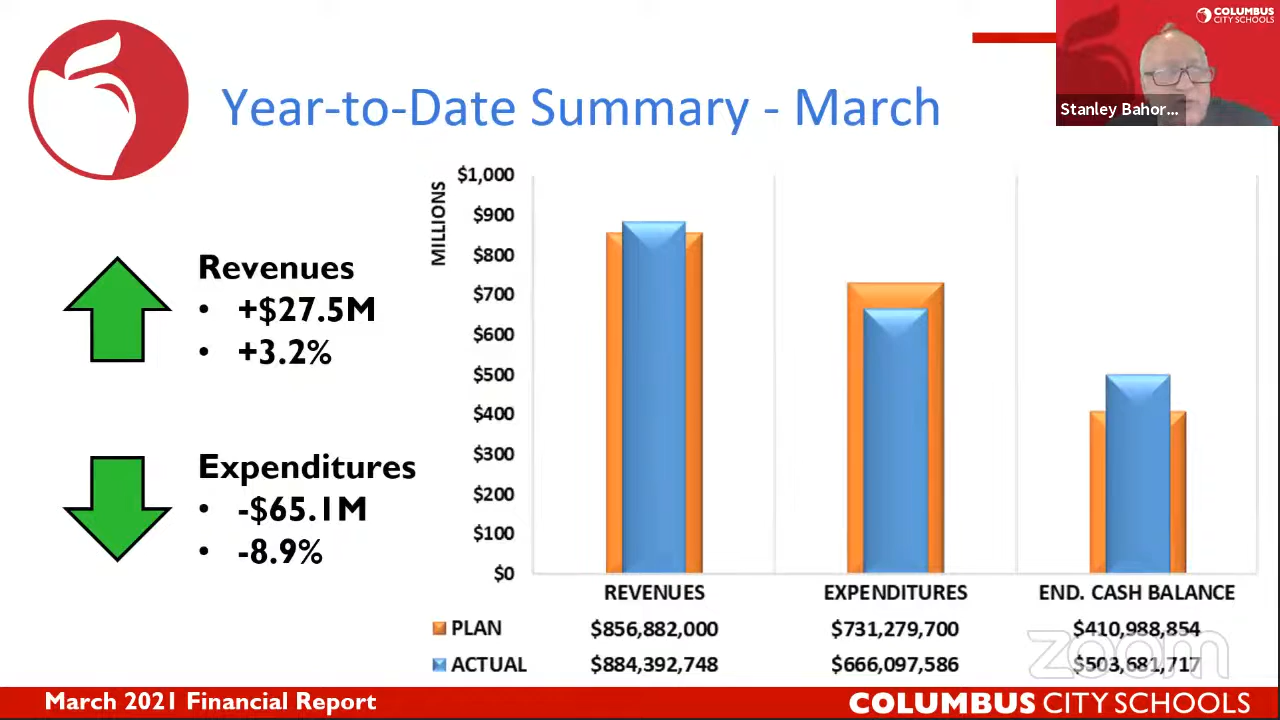 COLUMBUS
CITY SCHOOLS
Stanley Bahor...
Year-to-Date Summary - March
Revenues
• +$27.5M
• +3.2%
Expenditures
• -$65.1M
• -8.9%
MILLIONS
$1,000
$900
$800
$700
$600
$500
$400
$300
$200
$100
$0
REVENUES EXPENDITURES END. CASH BALANCE
PLAN $856,882,000 $731,279,700 $410,988,854
ACTUAL $884,392,748 $666,097,586 $503,681,717
zoom
March 2021 Financial Report
COLUMBUS CITY SCHOOLS